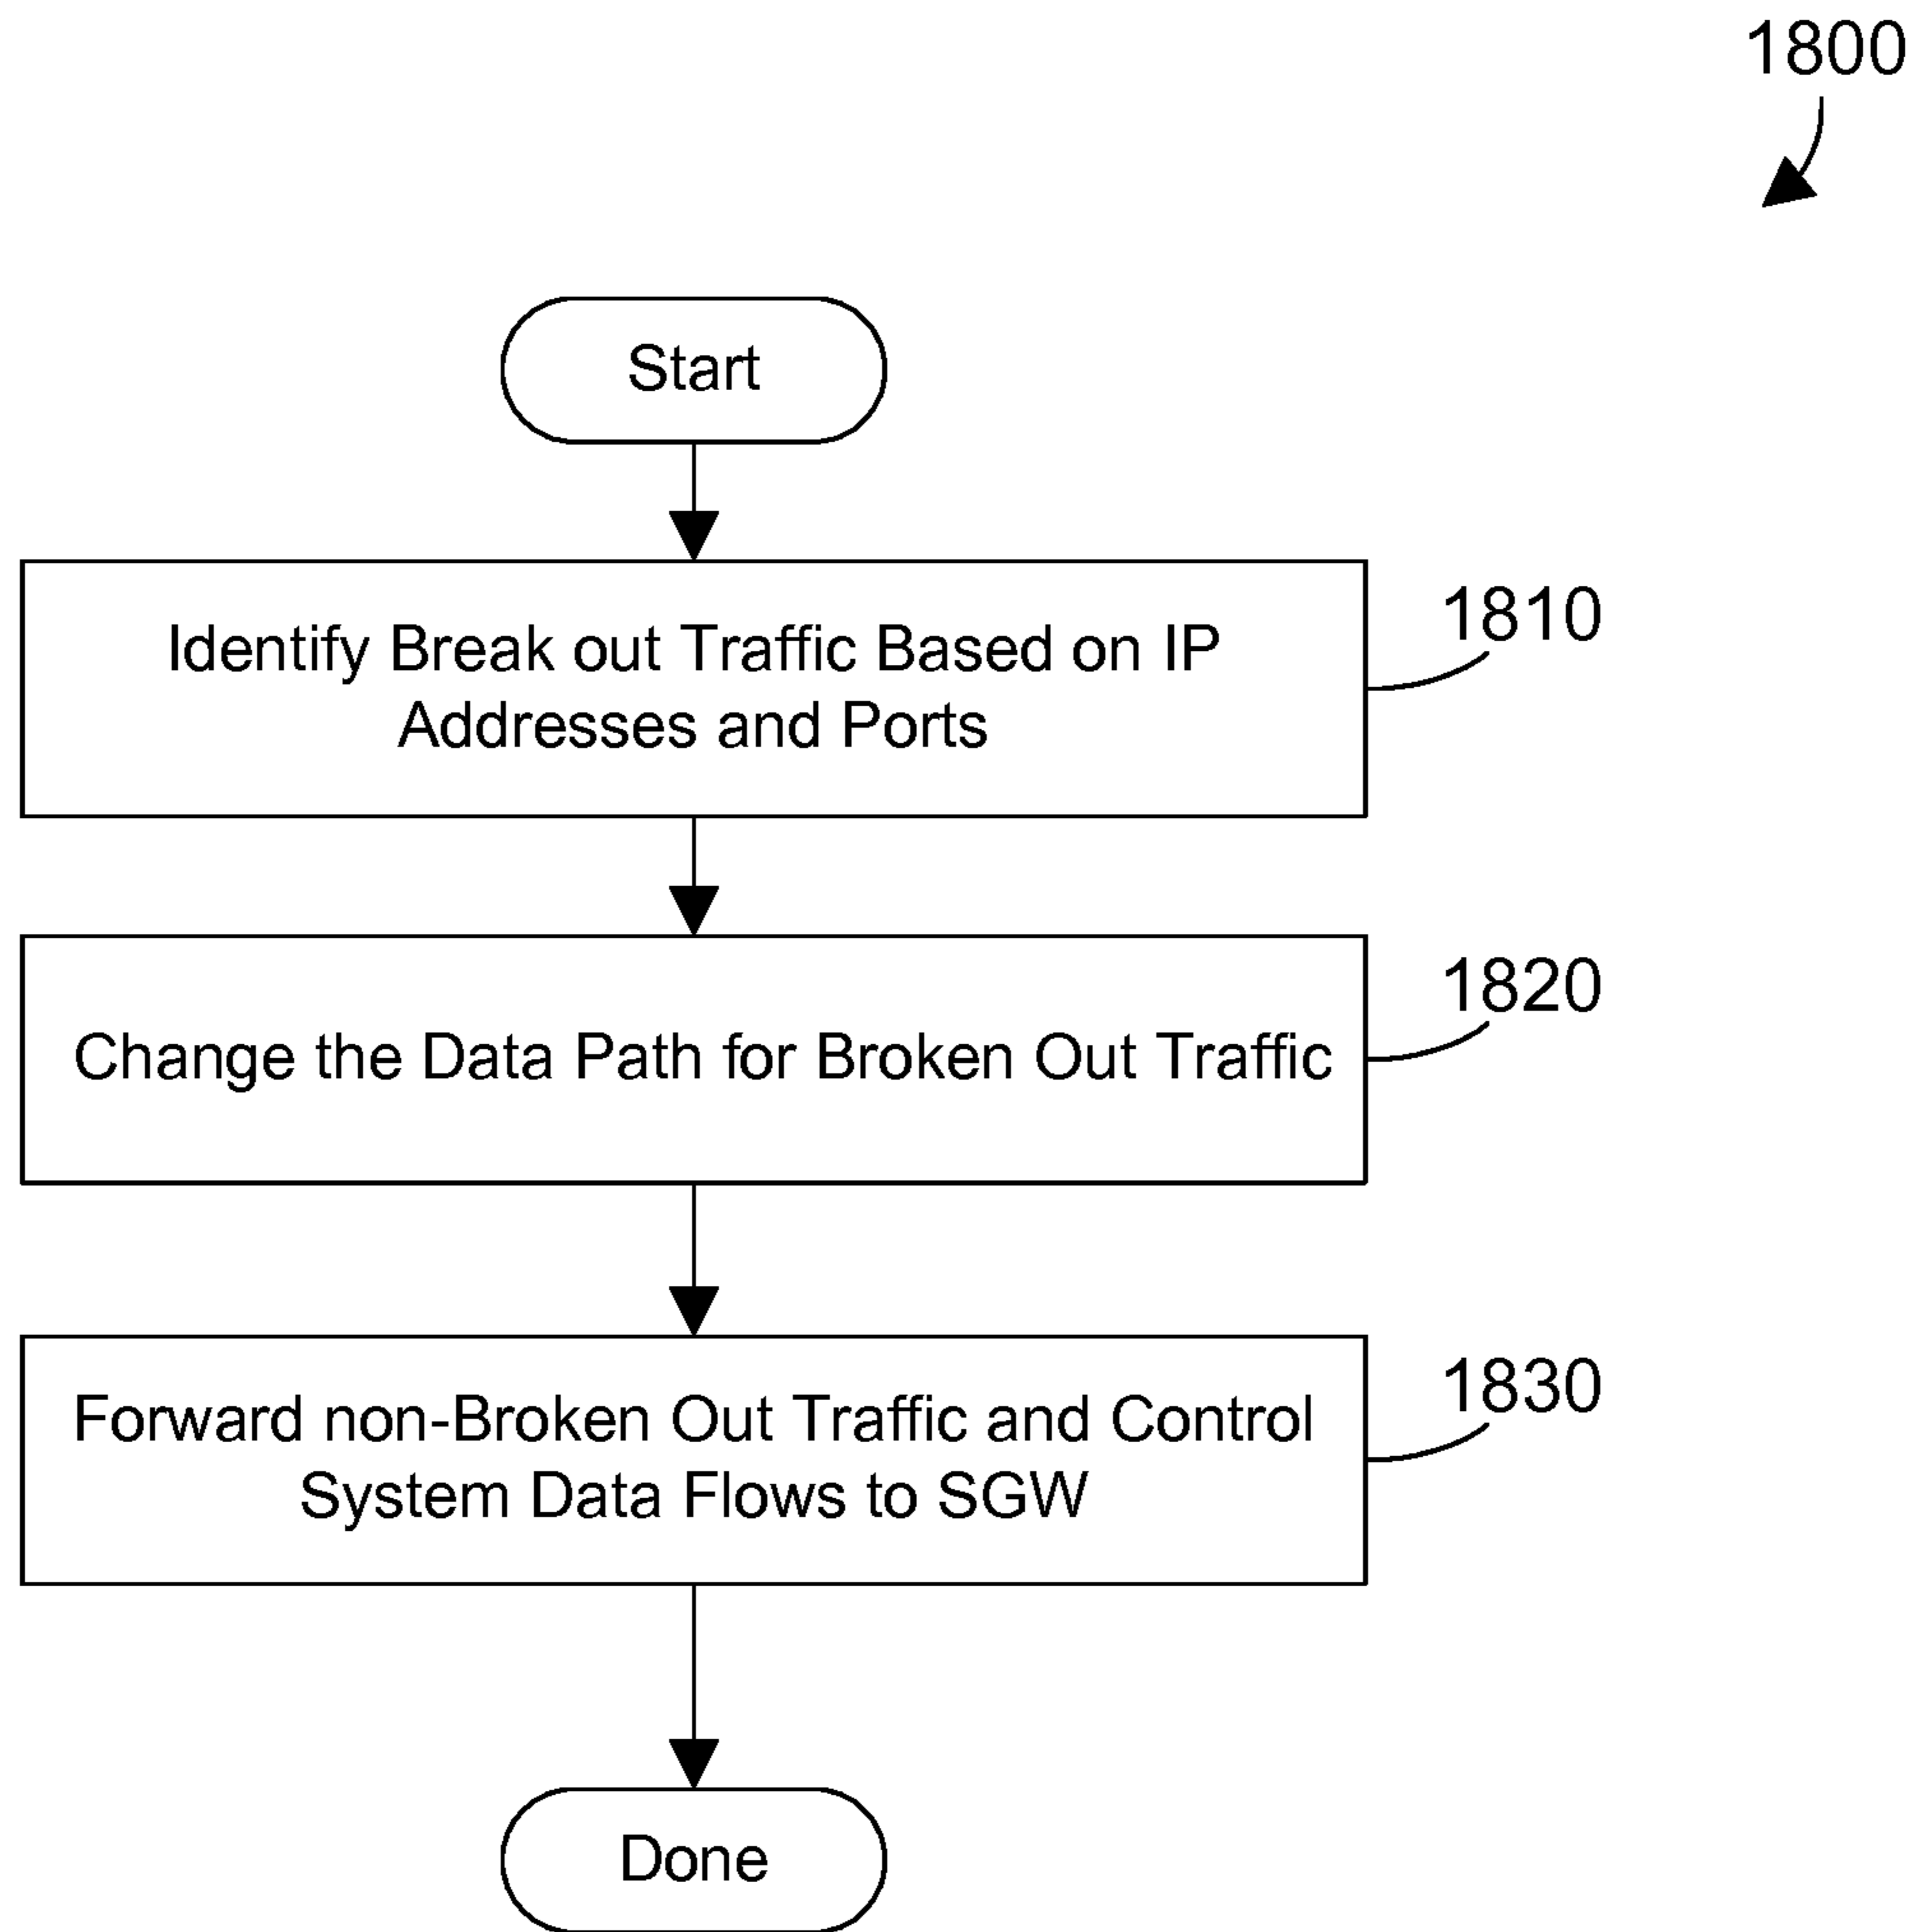 1800
Start
Identify Break out Traffic Based on IP
Addresses and Ports
1810
Change the Data Path for Broken Out Traffic
1820
Forward non-Broken Out Traffic and Control
System Data Flows to SGW
1830
Done